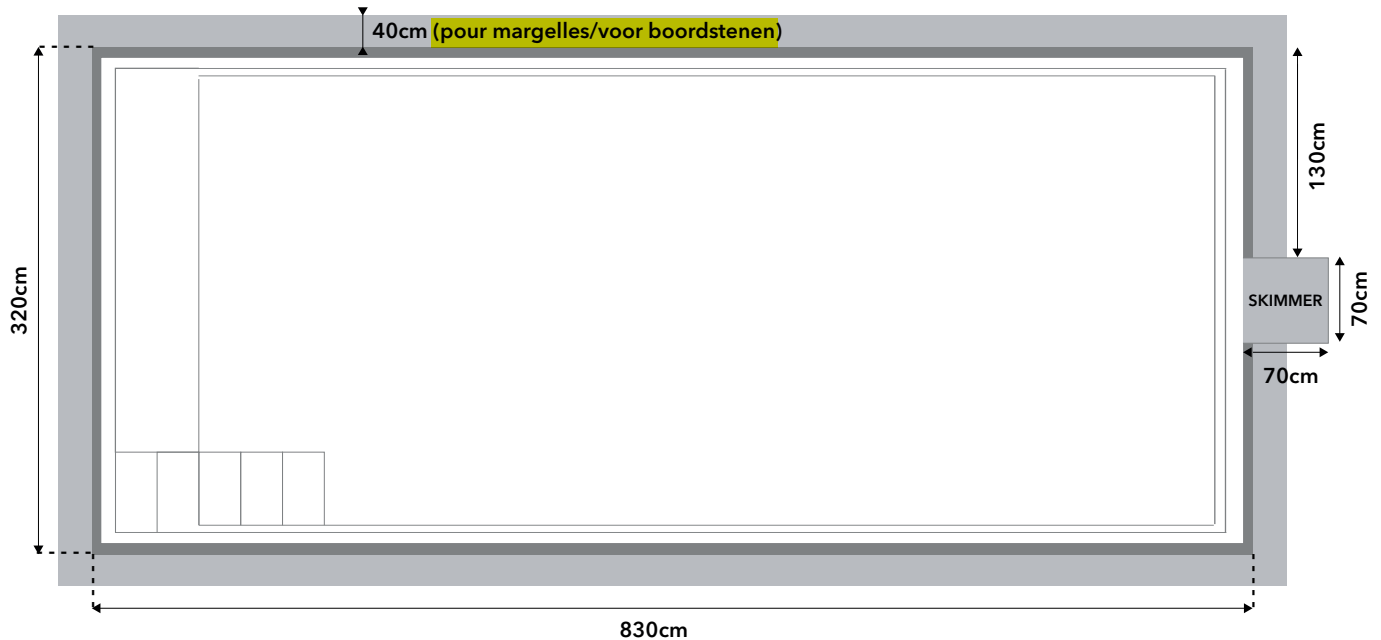 40cm (pour margelles/voor boordstenen)
130cm
320cm
SKIMMER
70cm
70cm
830cm